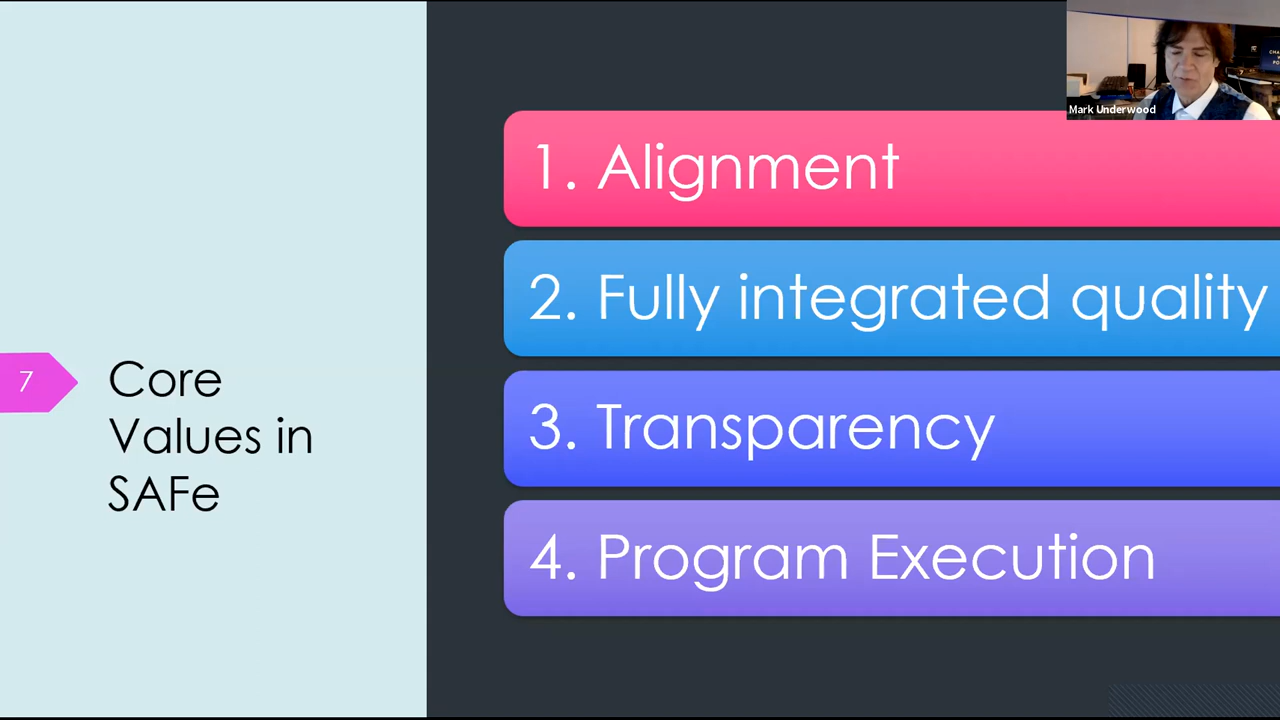 Mark Underwood
1. Alignment
2. Fully integrated quality
3. Transparency
4. Program Execution
7
Core
Values in
SAFe